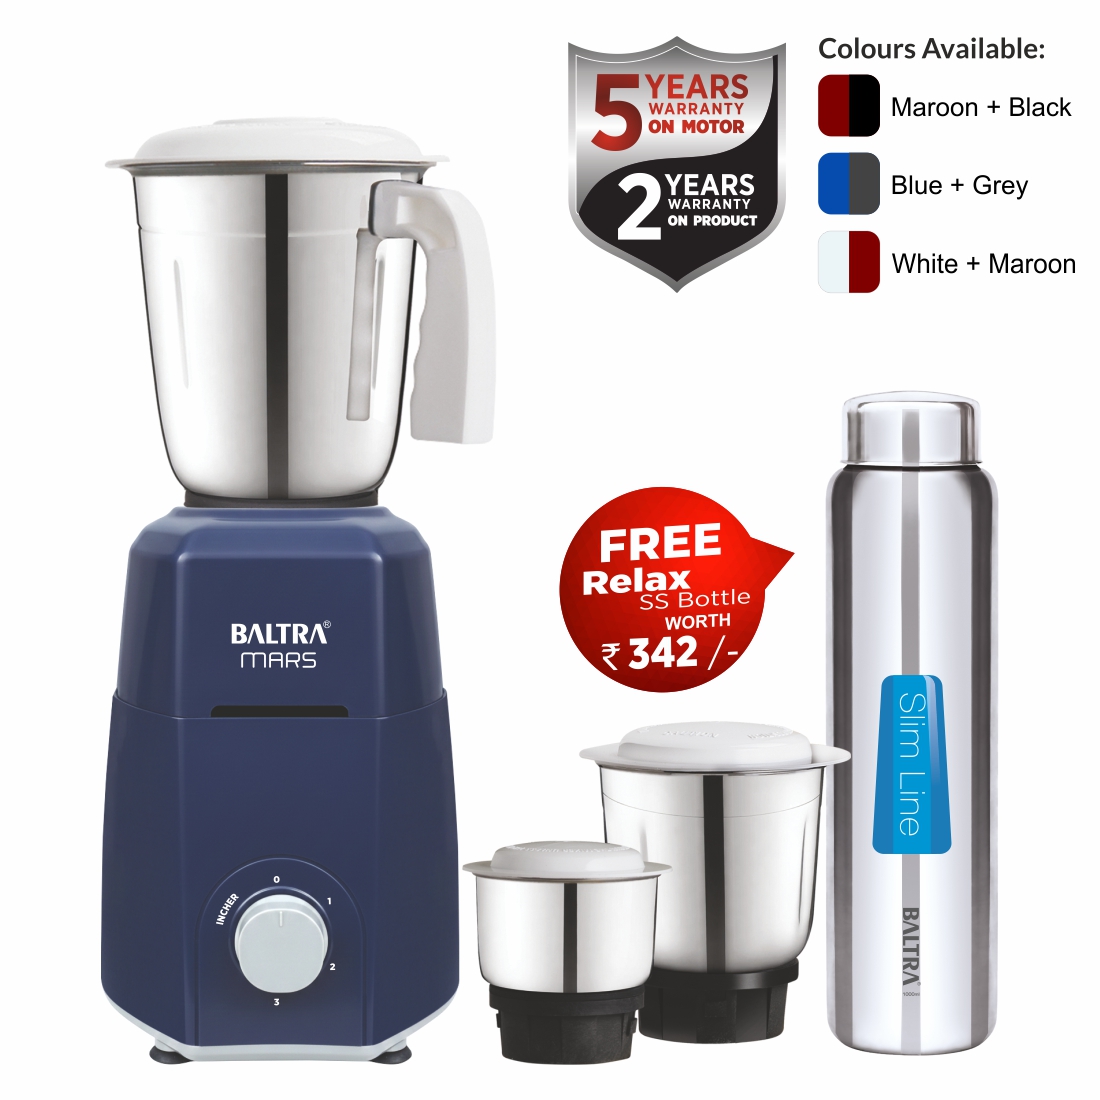 5 YEARS
WARRANTY
ON MOTOR
2 YEARS
WARRANTY
ON PRODUCT
Colours Available:
Maroon + Black
Blue + Grey
White + Maroon
FREE
Relax
SS Bottle
WORTH
₹ 342 /-
BALTRA®
MARS
INCHER
0
1
2
3
Slim Line
BALTRA
1000ml